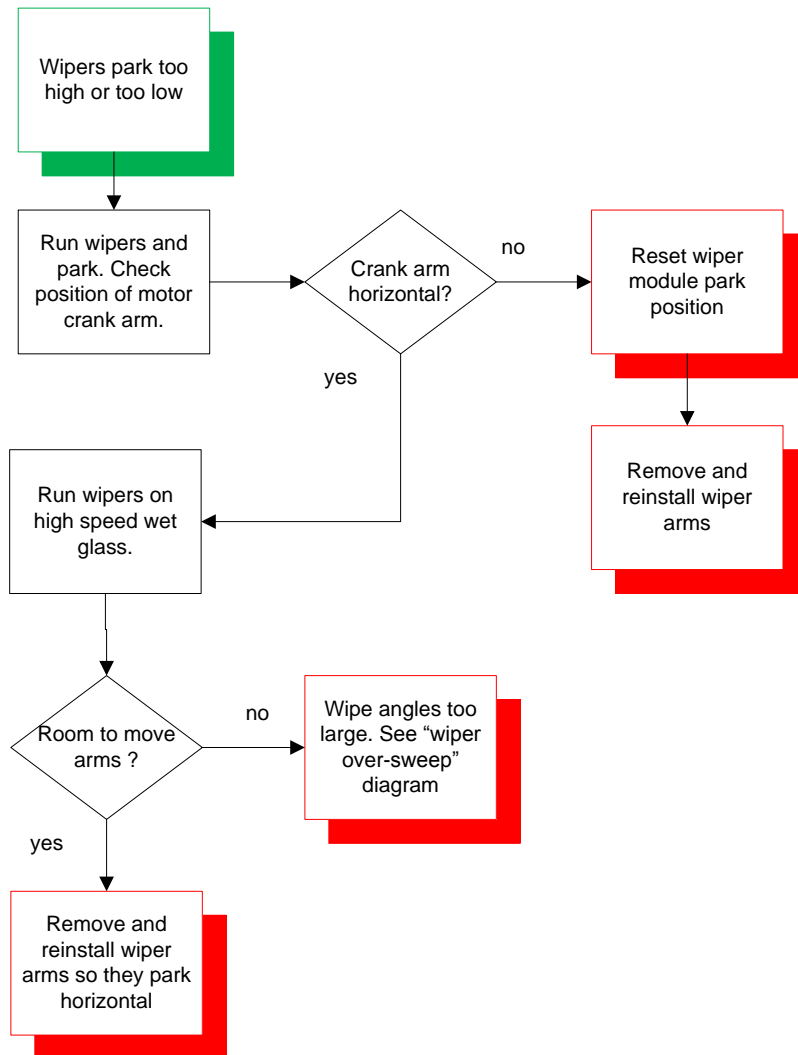 Wipers park too
high or too low
Run wipers and
park. Check
position of motor
crank arm.
Crank arm
horizontal?
no
Reset wiper
module park
position
yes
Remove and
reinstall wiper
arms
Run wipers on
high speed wet
glass.
Room to move
arms ?
no
Wipe angles too
large. See “wiper
over-sweep”
diagram
yes
Remove and
reinstall wiper
arms so they park
horizontal